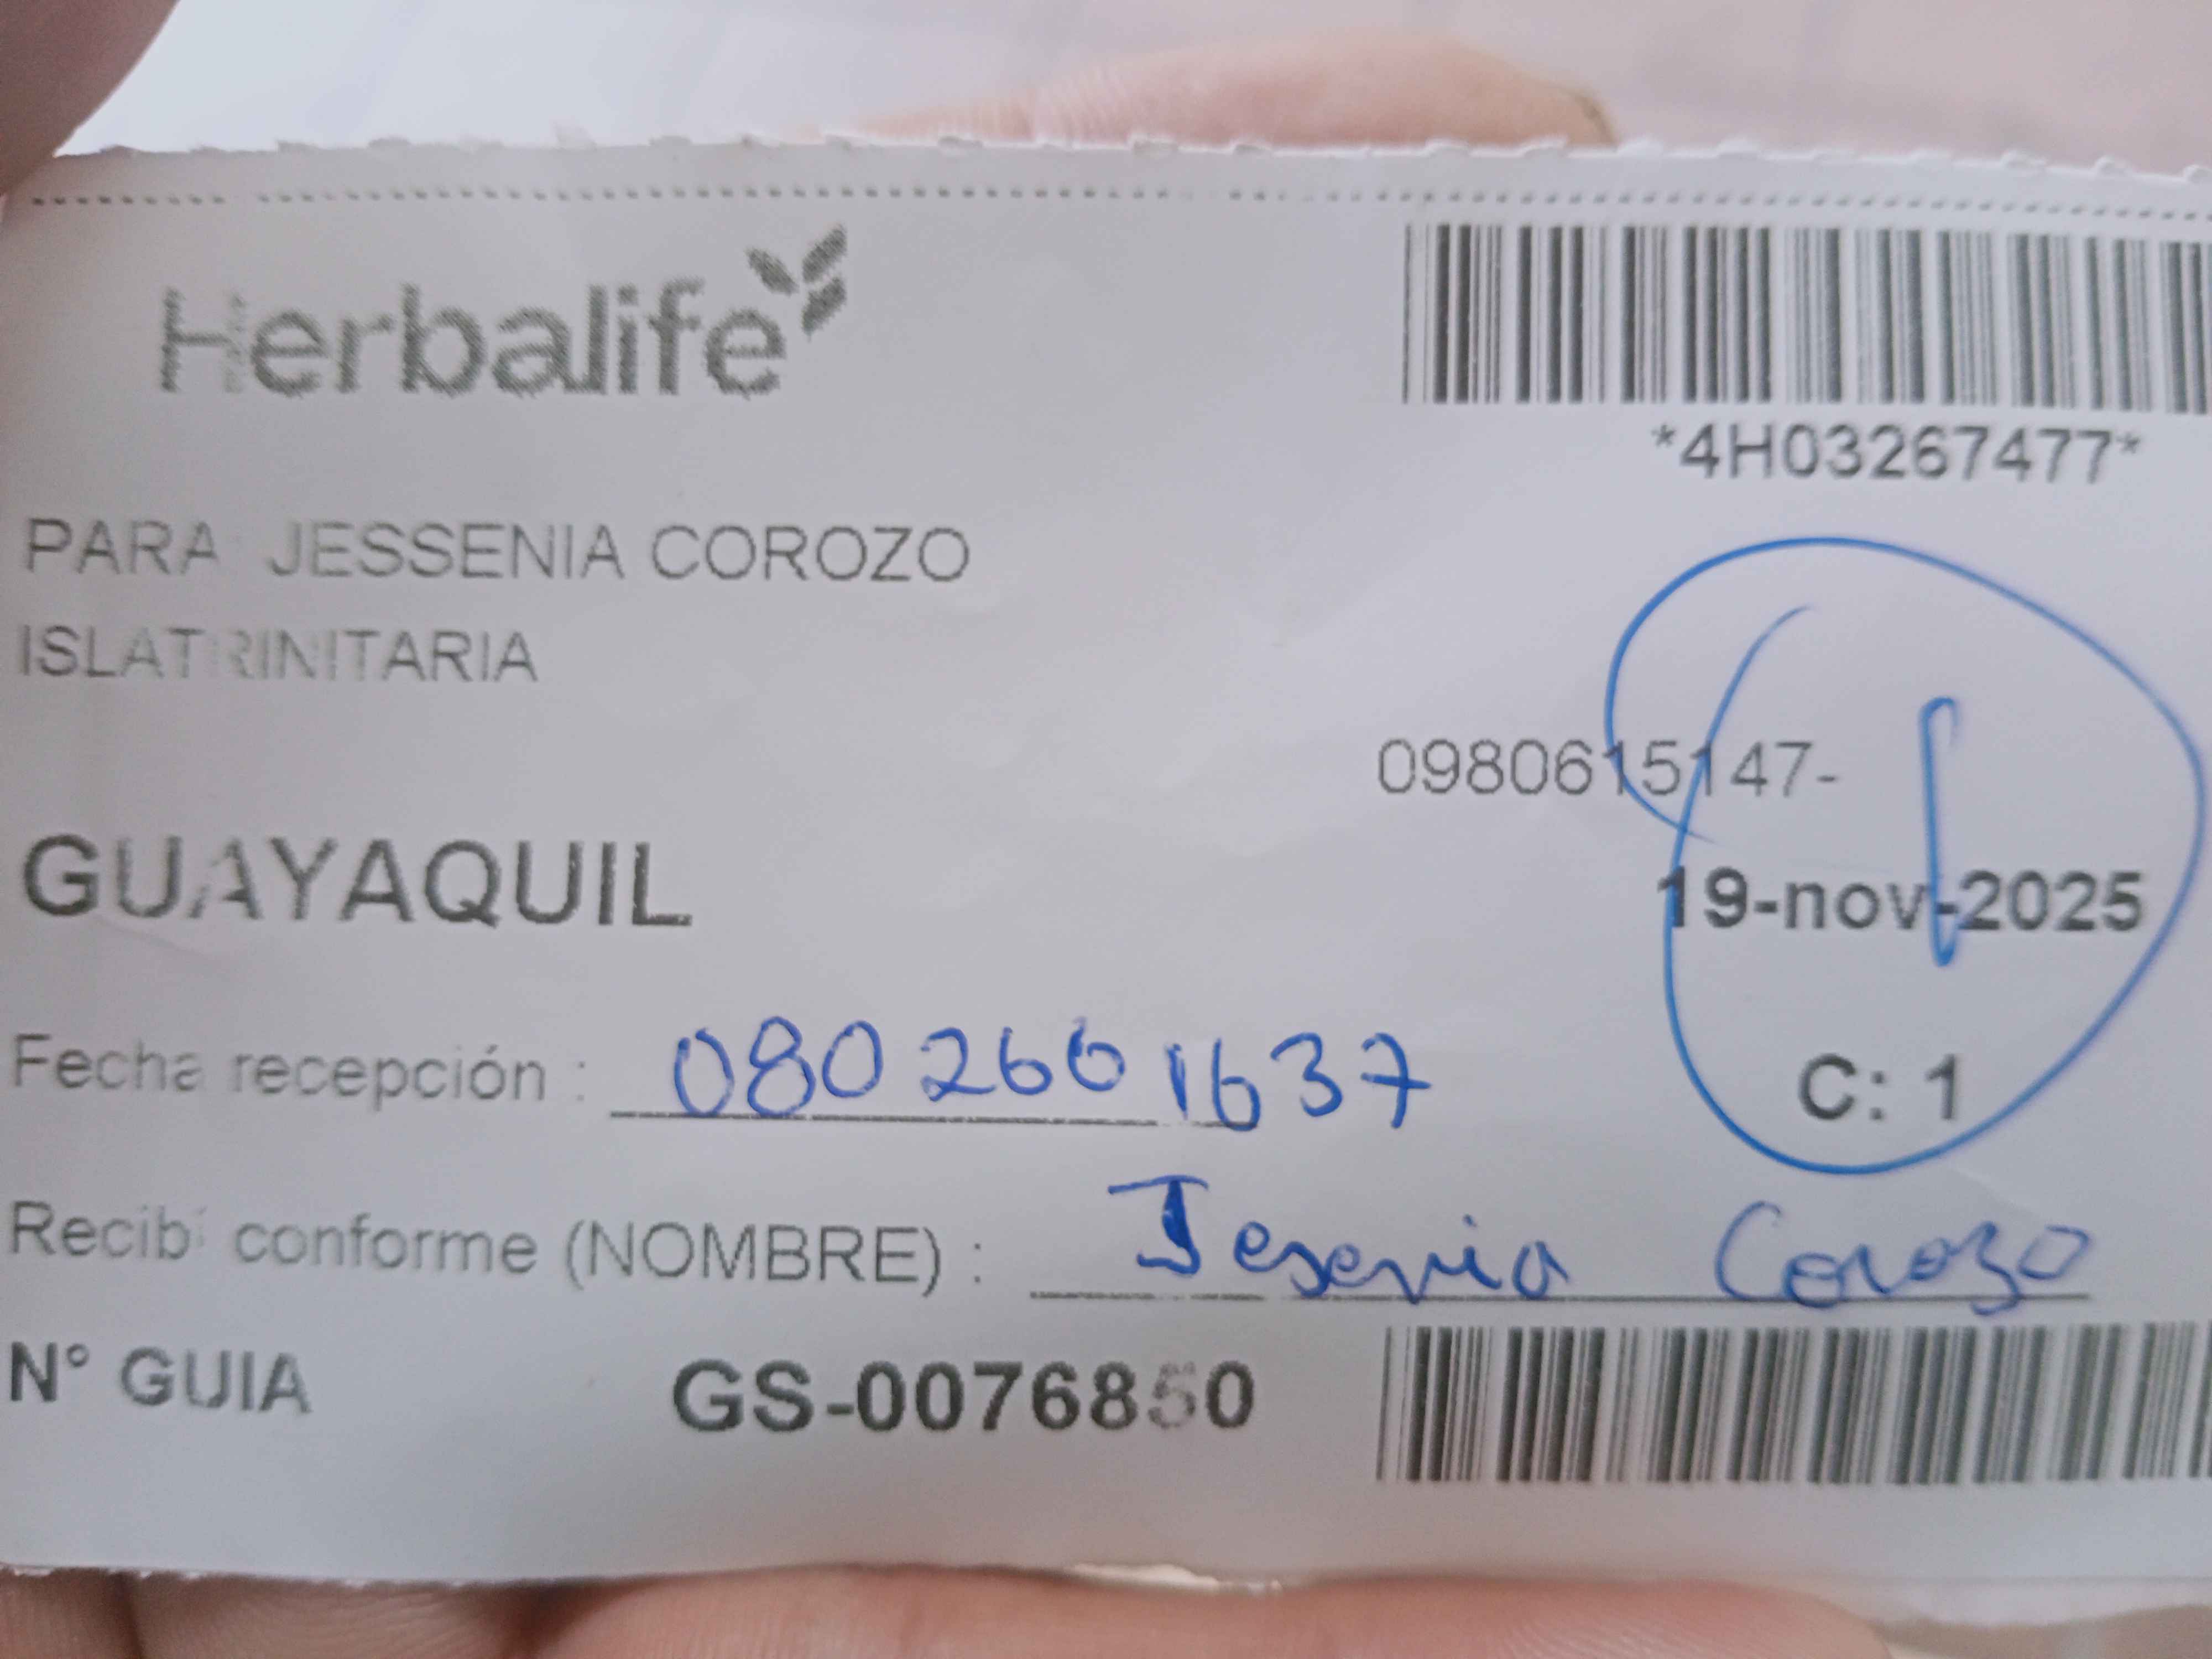 Herbalife
*4H03267477*
PARA JESSENIA COROZO
ISLATRINITARIA
0980615147-
GUAYAQUIL
19-nov-2025
Fecha recepción : 0802661637
C: 1
Recibí conforme (NOMBRE) : Jesenia Corozo
N° GUIA GS-0076850